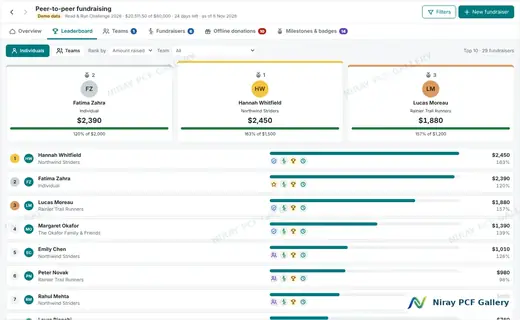 Peer-to-peer fundraising
Demo data · Read & Run Challenge 2026 · $20,511.50 of $60,000 · 24 days left · as of 6 Nov 2026
Filters
+ New fundraiser
Overview
Leaderboard
Teams
Fundraisers
Offline donations
Milestones & badges
Individuals
Teams
Rank by
Amount raised
Team
All
Top 10 · 29 fundraisers
2
FZ
Fatima Zahra
Individual
$2,390
120% of $2,000
1
HW
Hannah Whitfield
Northwind Striders
$2,450
163% of $1,500
3
LM
Lucas Moreau
Rainier Trail Runners
$1,880
157% of $1,200
1 HW Hannah Whitfield $2,450
Northwind Striders 163%
2 FZ Fatima Zahra $2,390
Individual 120%
3 LM Lucas Moreau $1,880
Rainier Trail Runners 157%
4 MO Margaret Okafor $1,390
The Okafor Family & Friends 139%
5 EC Emily Chen $1,010
Northwind Striders 126%
6 PN Peter Novak $980
Rainier Trail Runners 98%
7 RM Rahul Mehta
Northwind Striders
NIRAY PCF GALLERY
Niray PCF Gallery